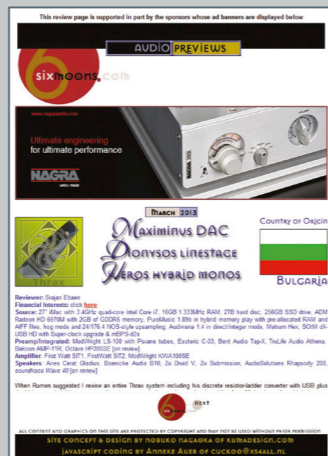 This review page is supported in part by the sponsors whose ad banners are displayed below
AUDIO PREVIEWS
6
sixmoons.com
www.nagraaudio.com
Ultimate engineering
for ultimate performance
NAGRA
swiss made
MARCH 2013
Thrax
Maximinus DAC
Dionysos Linestage
Heros hybrid monos
Country of Origin
Bulgaria
Reviewer: Srajan Ebaen
Financial Interests: click here
Source: 27" iMac with 3.4GHz quad-core Intel Core i7, 16GB 1.333MHz RAM, 2TB hard disc, 256GB SSD drive, ADM
Radeon HD 6970M with 2GB of GDDR5 memory, PureMusic 1.89b in hybrid memory play with pre-allocated RAM and
AIFF files, hog mode and 24/176.4 NOS-style upsampling, Audirvana 1.4 in direct/integer mode, Metrum Hex, SOtM dX-
USB HD with Super-clock upgrade & mBPS-d2s
Preamp/Integrated: ModWright LS-100 with Psvane tubes, Esoteric C-03, Bent Audio Tap-X, TruLife Audio Athena,
Bakoon AMP-11R, Octave HP300SE [on review]
Amplifier: First Watt SIT1, FirstWatt SIT2, ModWright KWA100SE
Speakers: Aries Cerat Gladius, Boenicke Audio B10, Zu Druid V, Zu Submission, AudioSolutions Rhapsody 200,
soundkaos Wave 40 [on review]
When Rumen suggested I review an entire Thrax system including his discrete resistor-ladder converter with USB plus
6
NEXT
ALL CONTENT AND GRAPHICS ON THIS SITE ARE PROTECTED BY COPYRIGHT AND MAY NOT BE USED WITHOUT PRIOR PERMISSION
SITE CONCEPT & DESIGN BY NOBUKO NAGAOKA OF KUMADESIGN.COM
JAVASCRIPT CODING BY ANNEKE AUER OF CUCKOO@XS4ALL.NL